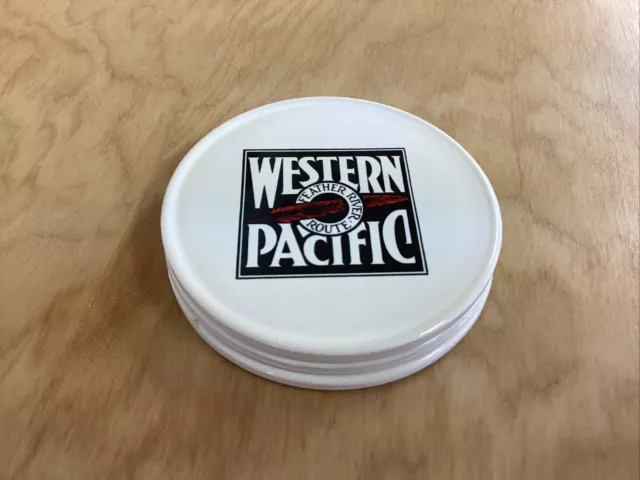 WESTERN
FEATHER RIVER
ROUTE
PACIFIC